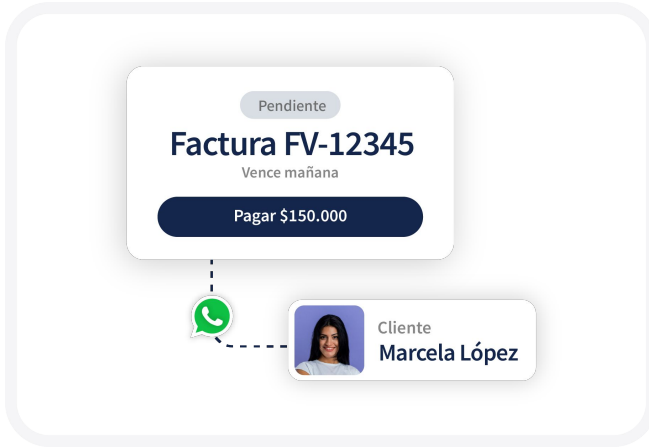 Pendiente
Factura FV-12345
Vence mañana
Pagar $150.000
Cliente
Marcela López